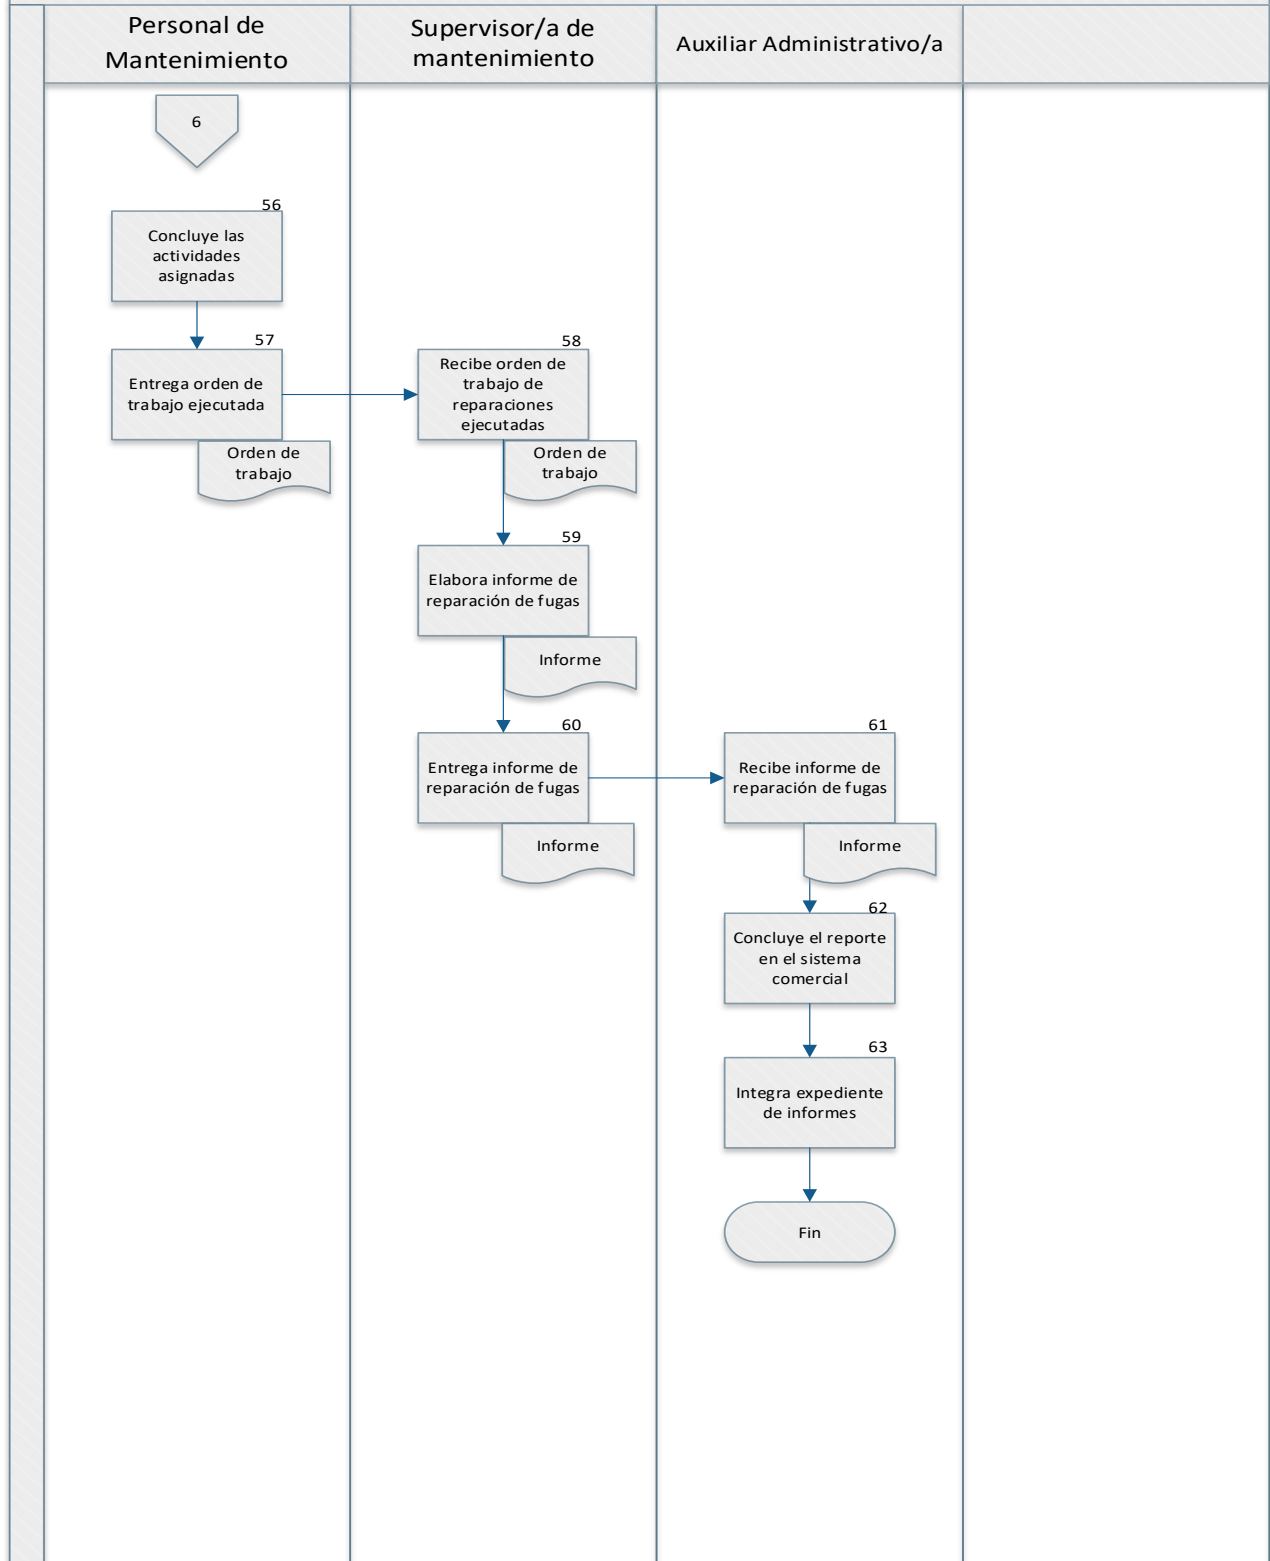 Personal de
Mantenimiento
Supervisor/a de
mantenimiento
Auxiliar Administrativo/a
6
56
Concluye las
actividades
asignadas
57
Entrega orden de
trabajo ejecutada
Orden de
trabajo
58
Recibe orden de
trabajo de
reparaciones
ejecutadas
Orden de
trabajo
59
Elabora informe de
reparación de fugas
Informe
60
Entrega informe de
reparación de fugas
Informe
61
Recibe informe de
reparación de fugas
Informe
62
Concluye el reporte
en el sistema
comercial
63
Integra expediente
de informes
Fin